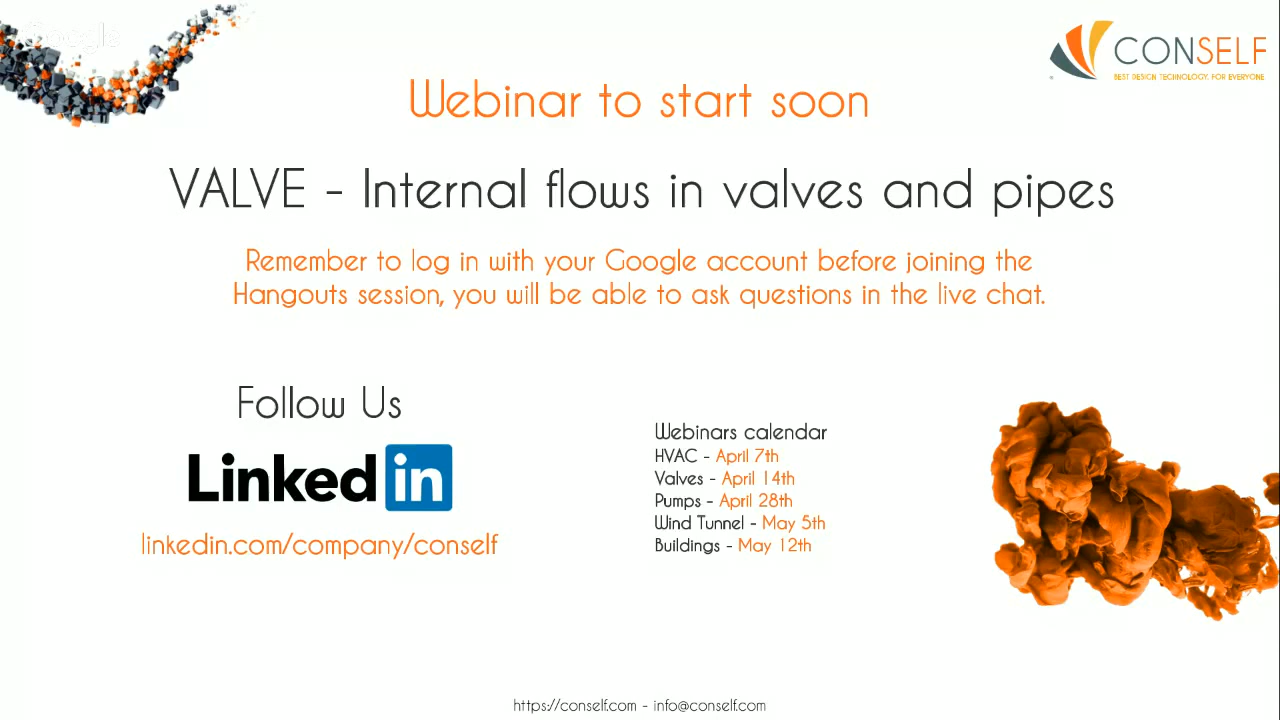 Google
CONSELF
BEST DESIGN TECHNOLOGY. FOR EVERYONE
Webinar to start soon
VALVE - Internal flows in valves and pipes
Remember to log in with your Google account before joining the
Hangouts session, you will be able to ask questions in the live chat.
Follow Us
Linked in
linkedin.com/company/conself
Webinars calendar
HVAC - April 7th
Valves - April 14th
Pumps - April 28th
Wind Tunnel - May 5th
Buildings - May 12th
https://conself.com - info@conself.com